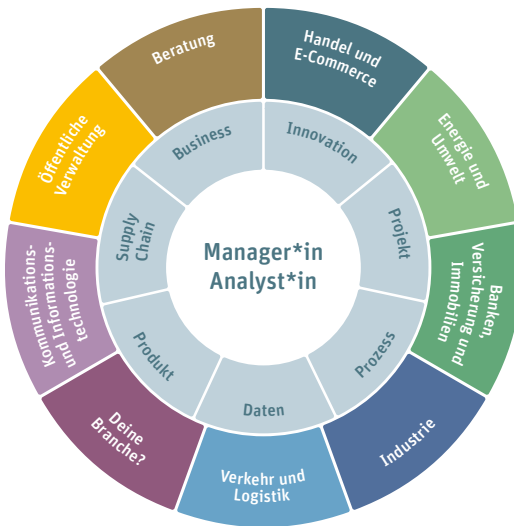 Beratung
Handel und
E-Commerce
Energie und
Umwelt
Banken,
Versicherung und
Immobilien
Industrie
Verkehr und
Logistik
Deine
Branche?
Kommunikations-
und Informations-
technologie
Öffentliche
Verwaltung
Business
Innovation
Projekt
Prozess
Daten
Produkt
Supply
Chain
Manager*in
Analyst*in